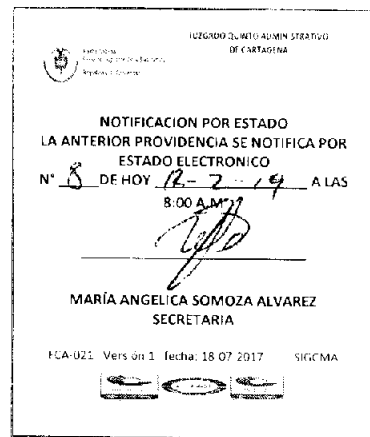 JUZGADO QUINTO ADMINISTRATIVO
DE CARTAGENA
NOTIFICACION POR ESTADO
LA ANTERIOR PROVIDENCIA SE NOTIFICA POR
ESTADO ELECTRONICO
N° 8 DE HOY 12-2-19 A LAS
8:00 A.M
MARÍA ANGELICA SOMOZA ALVAREZ
SECRETARIA
FCA-021 Versión 1 fecha: 18 07 2017 SIGCMA